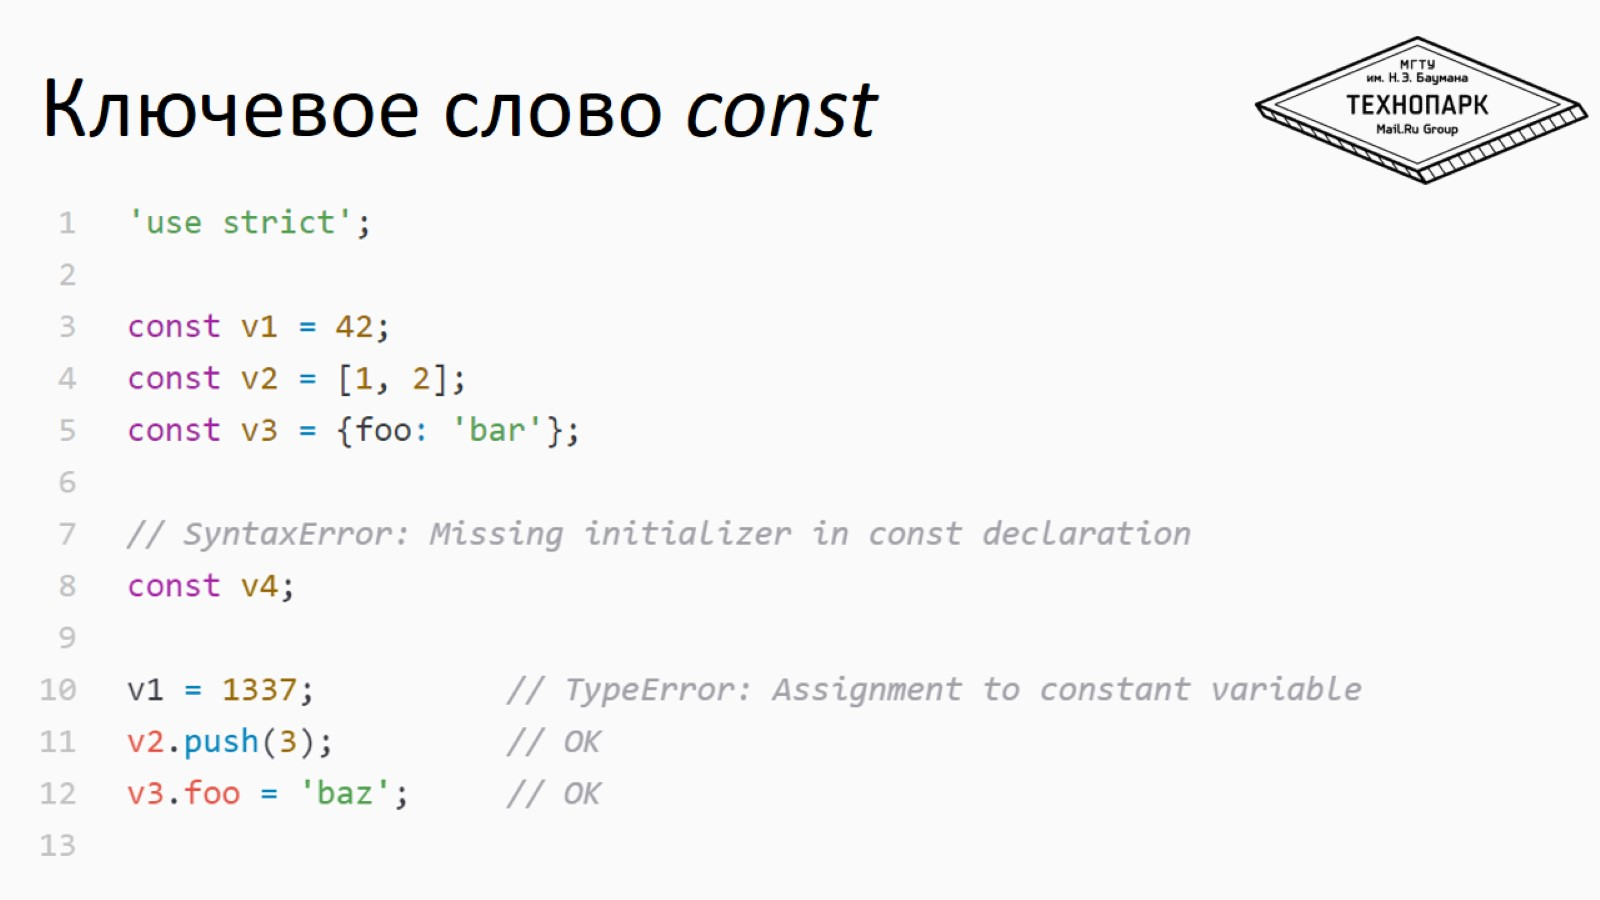 Ключевое слово const
МГТУ
им. Н.Э. Баумана
ТЕХНОПАРК
Mail.Ru Group
1 'use strict';
2
3 const v1 = 42;
4 const v2 = [1, 2];
5 const v3 = {foo: 'bar'};
6
7 // SyntaxError: Missing initializer in const declaration
8 const v4;
9
10 v1 = 1337; // TypeError: Assignment to constant variable
11 v2.push(3); // OK
12 v3.foo = 'baz'; // OK
13